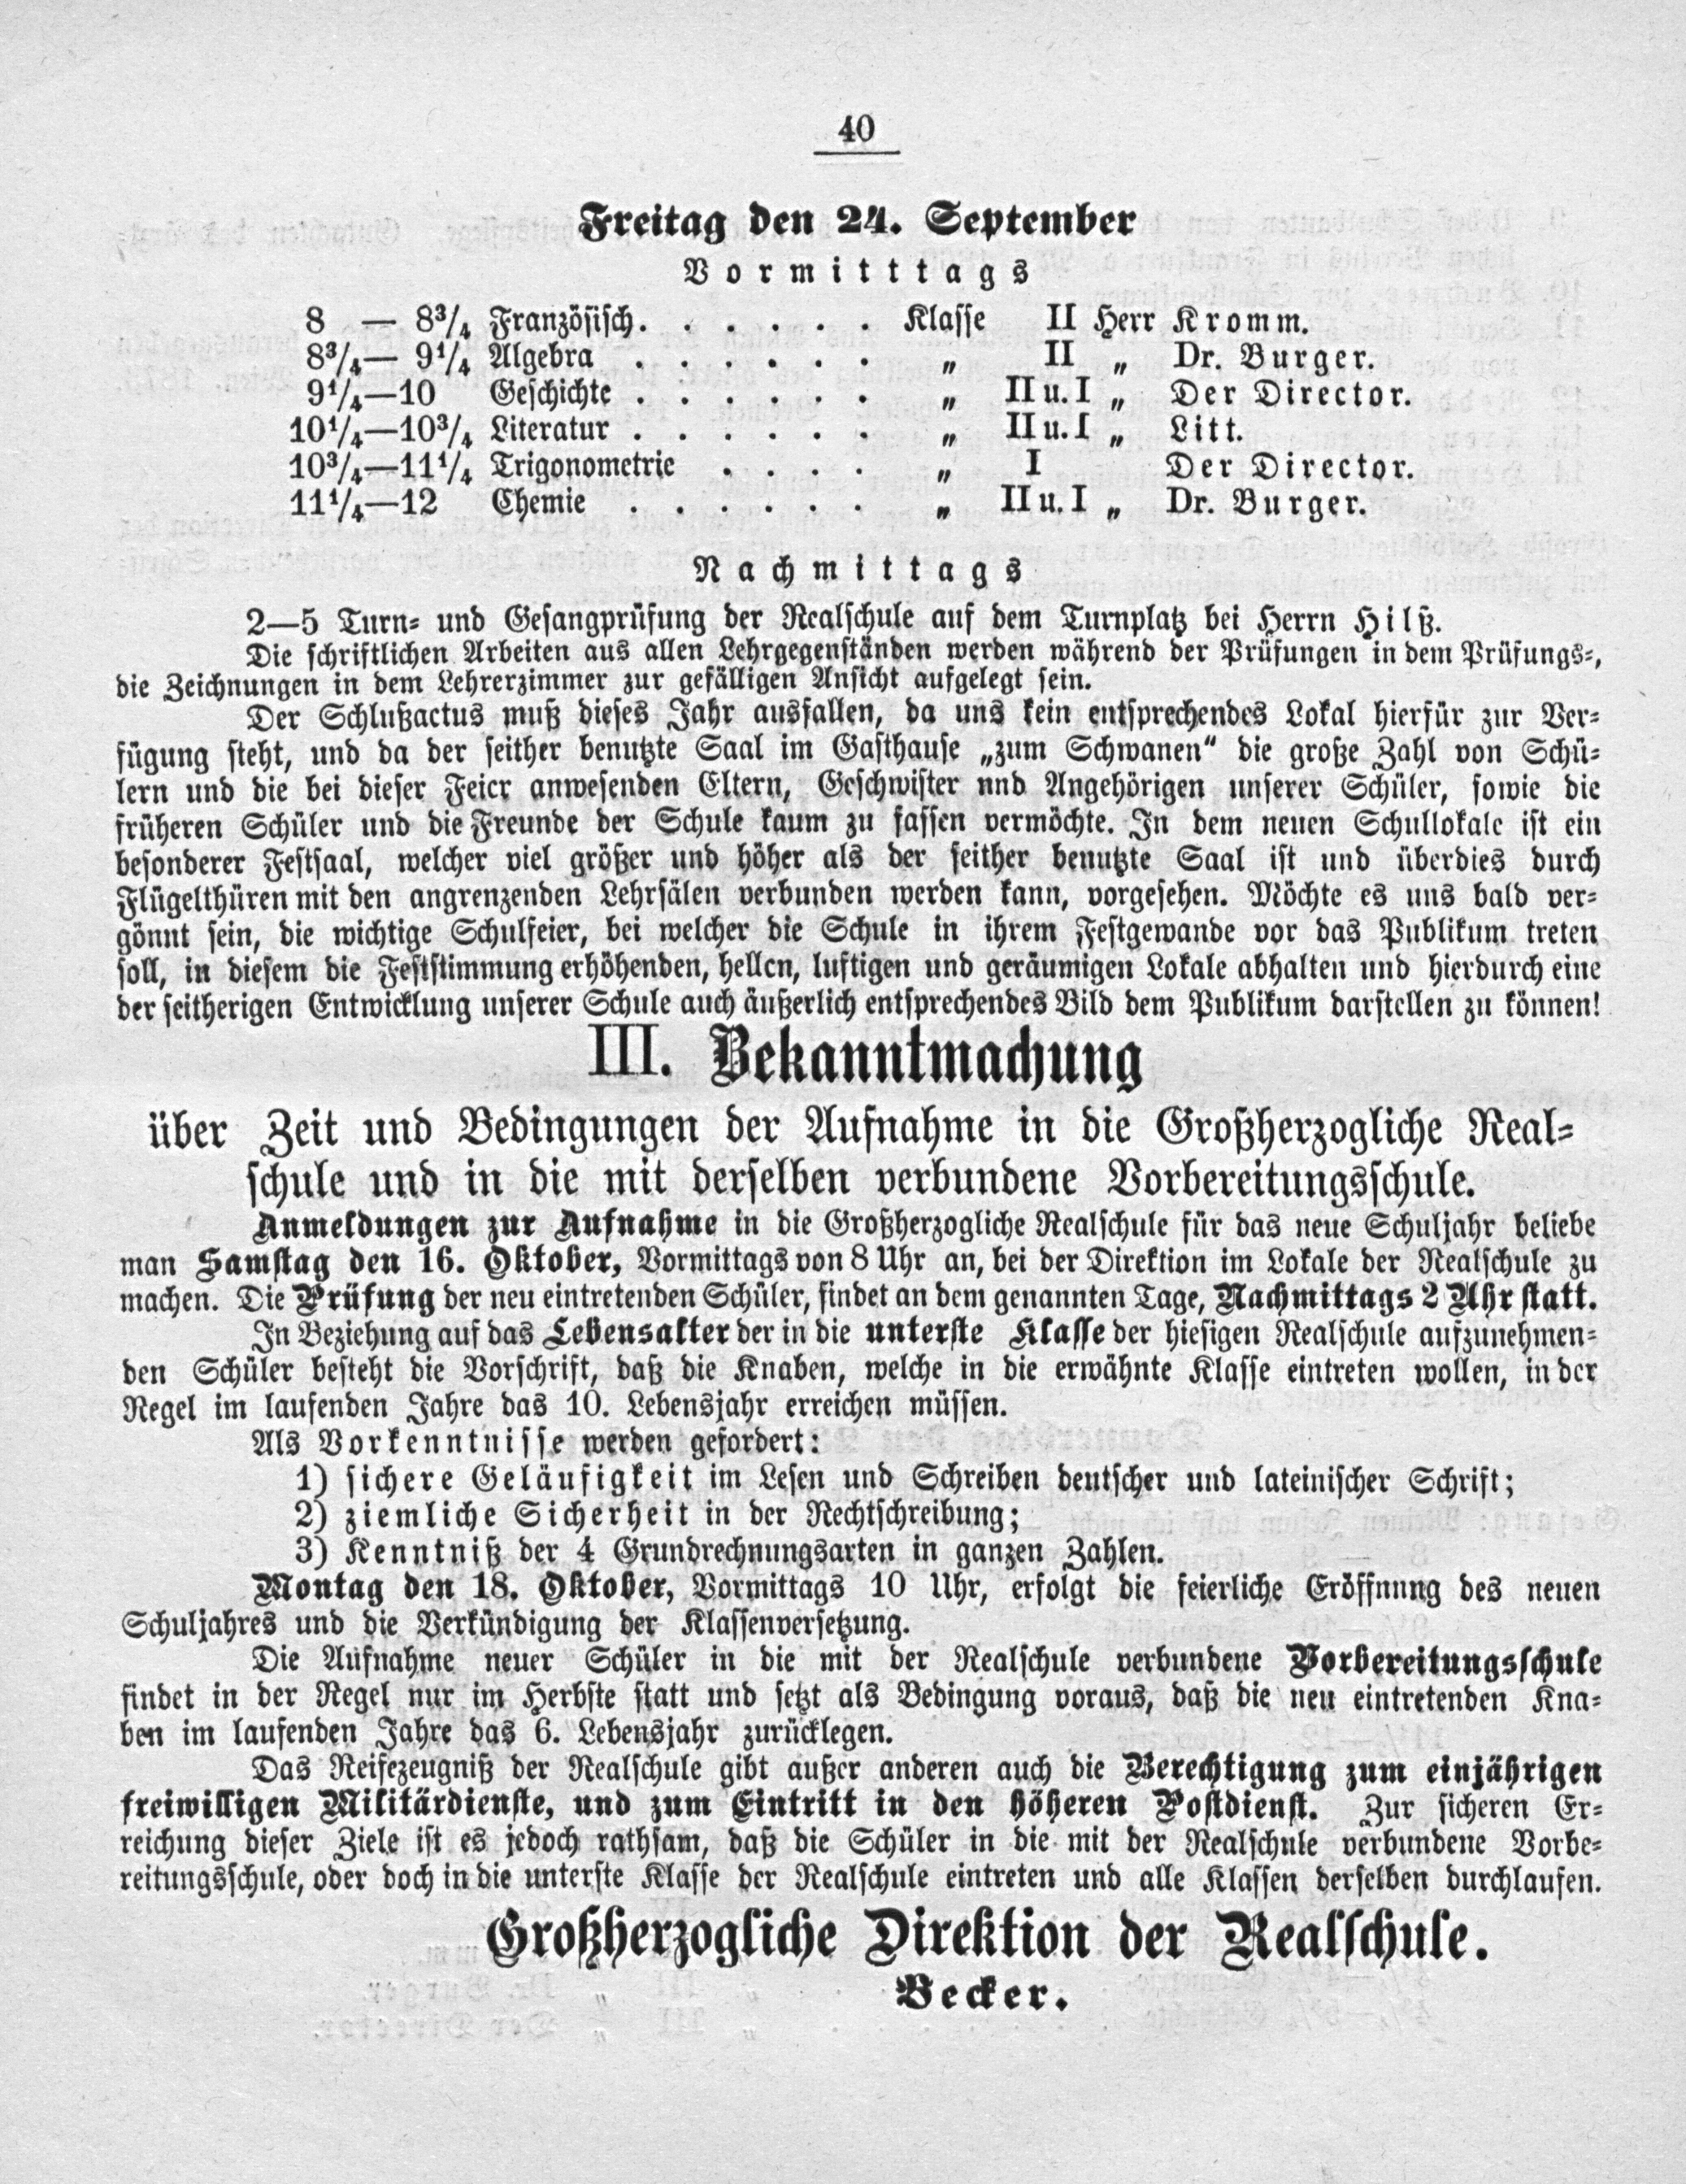 40
Freitag den 24. September
Vormitttags
8 — 8³/₄ Französisch. . . . . . Klasse II Herr Kromm.
8³/₄— 9¹/₄ Algebra . . . . . . „ II „ Dr. Burger.
9¹/₄—10 Geschichte . . . . . . „ II u. I „ Der Director.
10¹/₄—10³/₄ Literatur . . . . . . „ II u. I „ Litt.
10³/₄—11¹/₄ Trigonometrie . . . . „ I Der Director.
11¹/₄—12 Chemie . . . . . . „ II u. I „ Dr. Burger.
Nachmittags
2—5 Turn- und Gesangprüfung der Realschule auf dem Turnplatz bei Herrn Hilß.
Die schriftlichen Arbeiten aus allen Lehrgegenständen werden während der Prüfungen in dem Prüfungs-,
die Zeichnungen in dem Lehrerzimmer zur gefälligen Ansicht aufgelegt sein.
Der Schlußactus muß dieses Jahr ausfallen, da uns kein entsprechendes Lokal hierfür zur Ver-
fügung steht, und da der seither benutzte Saal im Gasthause „zum Schwanen“ die große Zahl von Schü-
lern und die bei dieser Feier anwesenden Eltern, Geschwister nnd Angehörigen unserer Schüler, sowie die
früheren Schüler und die Freunde der Schule kaum zu fassen vermöchte. In dem neuen Schullokale ist ein
besonderer Festsaal, welcher viel größer und höher als der seither benutzte Saal ist und überdies durch
Flügelthüren mit den angrenzenden Lehrsälen verbunden werden kann, vorgesehen. Möchte es uns bald ver-
gönnt sein, die wichtige Schulfeier, bei welcher die Schule in ihrem Festgewande vor das Publikum treten
soll, in diesem die Feststimmung erhöhenden, hellen, luftigen und geräumigen Lokale abhalten und hierdurch eine
der seitherigen Entwicklung unserer Schule auch äußerlich entsprechendes Bild dem Publikum darstellen zu können!
III. Bekanntmachung
über Zeit und Bedingungen der Aufnahme in die Großherzogliche Real-
schule und in die mit derselben verbundene Vorbereitungsschule.
Anmeldungen zur Aufnahme in die Großherzogliche Realschule für das neue Schuljahr beliebe
man Samstag den 16. Oktober, Vormittags von 8 Uhr an, bei der Direktion im Lokale der Realschule zu
machen. Die Prüfung der neu eintretenden Schüler, findet an dem genannten Tage, Nachmittags 2 Uhr statt.
In Beziehung auf das Lebensalter der in die unterste Klasse der hiesigen Realschule aufzunehmen-
den Schüler besteht die Vorschrift, daß die Knaben, welche in die erwähnte Klasse eintreten wollen, in der
Regel im laufenden Jahre das 10. Lebensjahr erreichen müssen.
Als Vorkenntnisse werden gefordert:
1) sichere Geläufigkeit im Lesen und Schreiben deutscher und lateinischer Schrift;
2) ziemliche Sicherheit in der Rechtschreibung;
3) Kenntniß der 4 Grundrechnungsarten in ganzen Zahlen.
Montag den 18. Oktober, Vormittags 10 Uhr, erfolgt die feierliche Eröffnung des neuen
Schuljahres und die Verkündigung der Klassenversetzung.
Die Aufnahme neuer Schüler in die mit der Realschule verbundene Vorbereitungsschule
findet in der Regel nur im Herbste statt und setzt als Bedingung voraus, daß die neu eintretenden Kna-
ben im laufenden Jahre das 6. Lebensjahr zurücklegen.
Das Reifezeugniß der Realschule gibt außer anderen auch die Berechtigung zum einjährigen
freiwilligen Militärdienste, und zum Eintritt in den höheren Postdienst. Zur sicheren Er-
reichung dieser Ziele ist es jedoch rathsam, daß die Schüler in die mit der Realschule verbundene Vorbe-
reitungsschule, oder doch in die unterste Klasse der Realschule eintreten und alle Klassen derselben durchlaufen.
Großherzogliche Direktion der Realschule.
Becker.